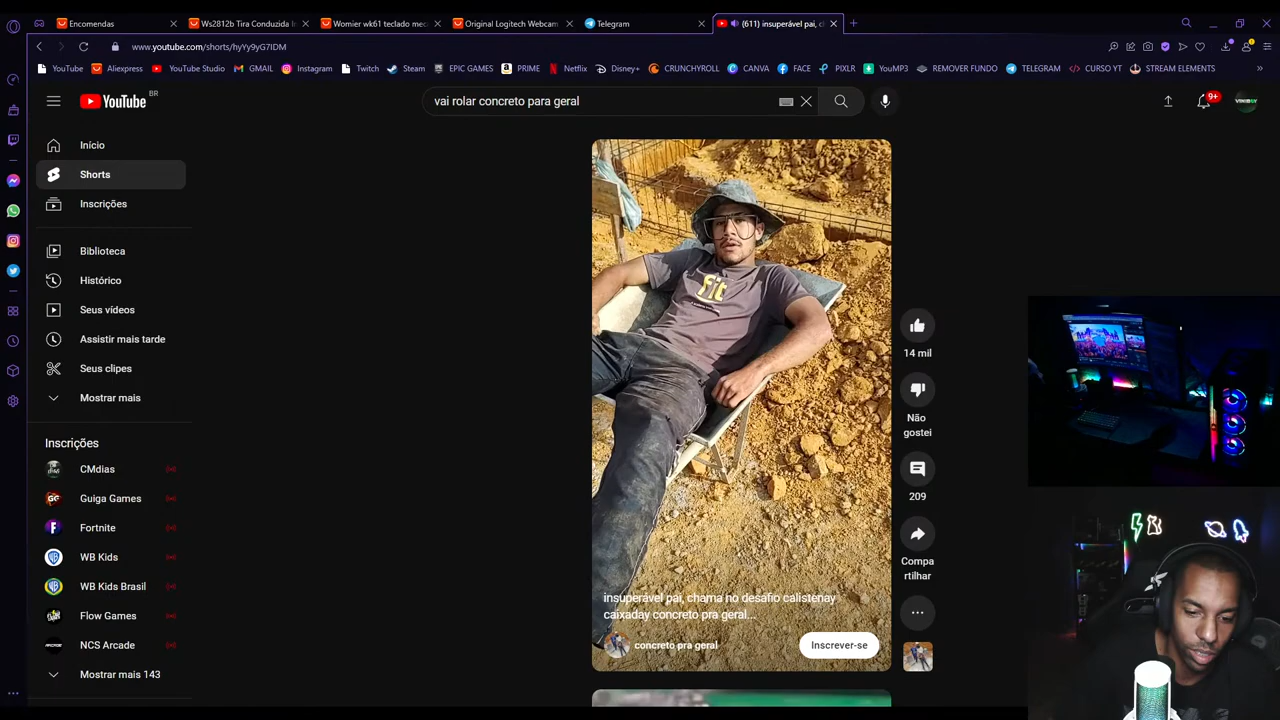 Encomendas
Ws2812b Tira Conduzida I
Womier wk61 teclado mec
Original Logitech Webcam
Telegram
(611) insuperável pai, ch
www.youtube.com/shorts/hyYy9yG7IDM
YouTube
Aliexpress
YouTube Studio
GMAIL
Instagram
Twitch
Steam
EPIC GAMES
PRIME
Netflix
Disney+
CRUNCHYROLL
CANVA
FACE
PIXLR
YouMP3
REMOVER FUNDO
TELEGRAM
CURSO YT
STREAM ELEMENTS
YouTube BR
vai rolar concreto para geral
9+
Início
Shorts
Inscrições
Biblioteca
Histórico
Seus vídeos
Assistir mais tarde
Seus clipes
Mostrar mais
Inscrições
CMdias
Guiga Games
Fortnite
WB Kids
WB Kids Brasil
Flow Games
NCS Arcade
Mostrar mais 143
fit
14 mil
Não
gostei
209
Compa
rtilhar
insuperável pai, chama no desafio calistenay
caixaday concreto pra geral...
concreto pra geral
Inscrever-se